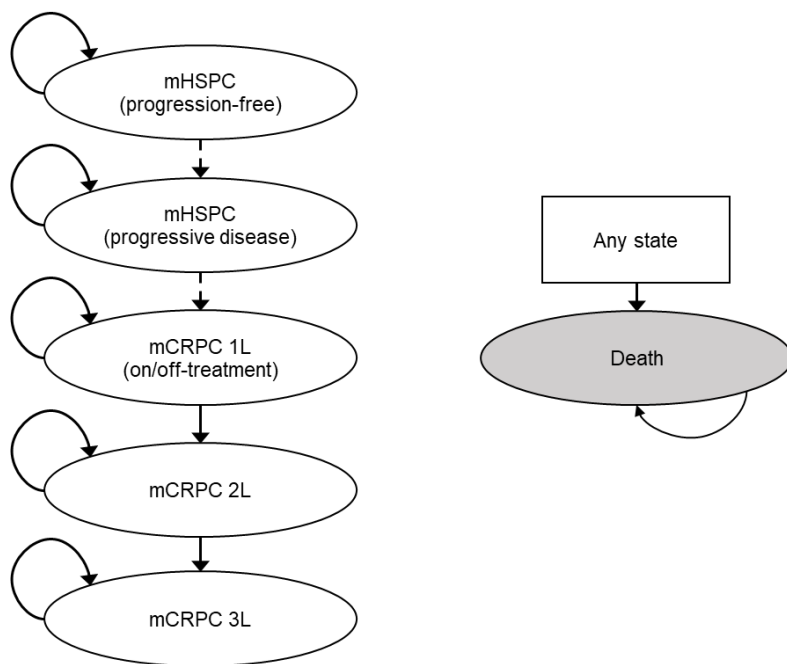 mHSPC
(progression-free)
mHSPC
(progressive disease)
mCRPC 1L
(on/off-treatment)
mCRPC 2L
mCRPC 3L
Any state
Death